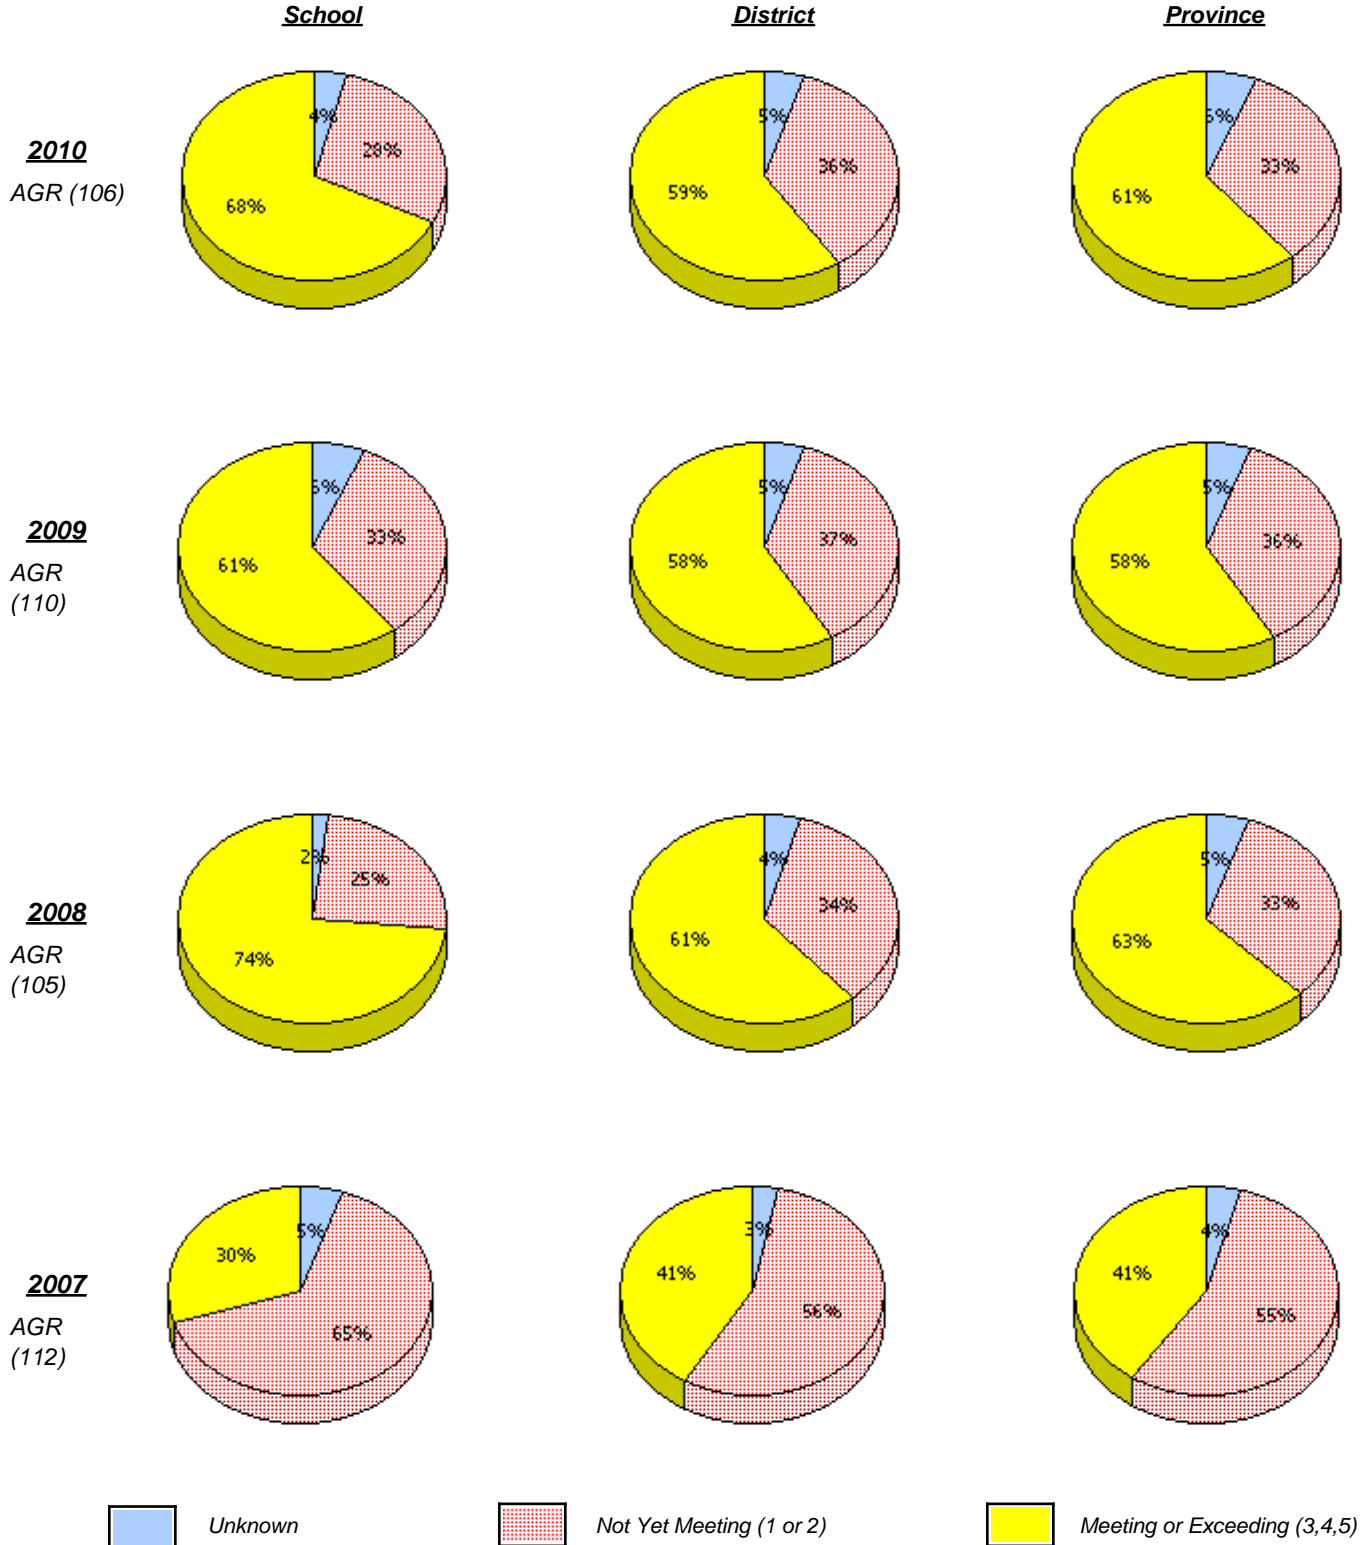 School District Province
2010
AGR (106)
4% 28% 68%
5% 36% 59%
6% 33% 61%
2009
AGR
(110)
6% 33% 61%
5% 37% 58%
5% 36% 58%
2008
AGR
(105)
2% 25% 74%
4% 34% 61%
5% 33% 63%
2007
AGR
(112)
5% 30% 65%
3% 41% 56%
4% 41% 55%
Unknown Not Yet Meeting (1 or 2) Meeting or Exceeding (3,4,5)